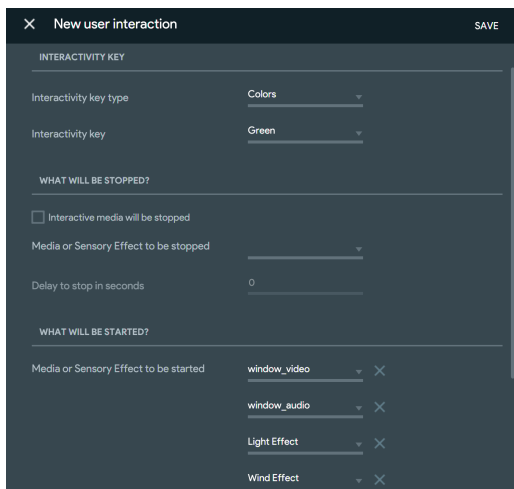 New user interaction SAVE
INTERACTIVITY KEY
Interactivity key type Colors
Interactivity key Green
WHAT WILL BE STOPPED?
Interactive media will be stopped
Media or Sensory Effect to be stopped
Delay to stop in seconds 0
WHAT WILL BE STARTED?
Media or Sensory Effect to be started window_video
window_audio
Light Effect
Wind Effect